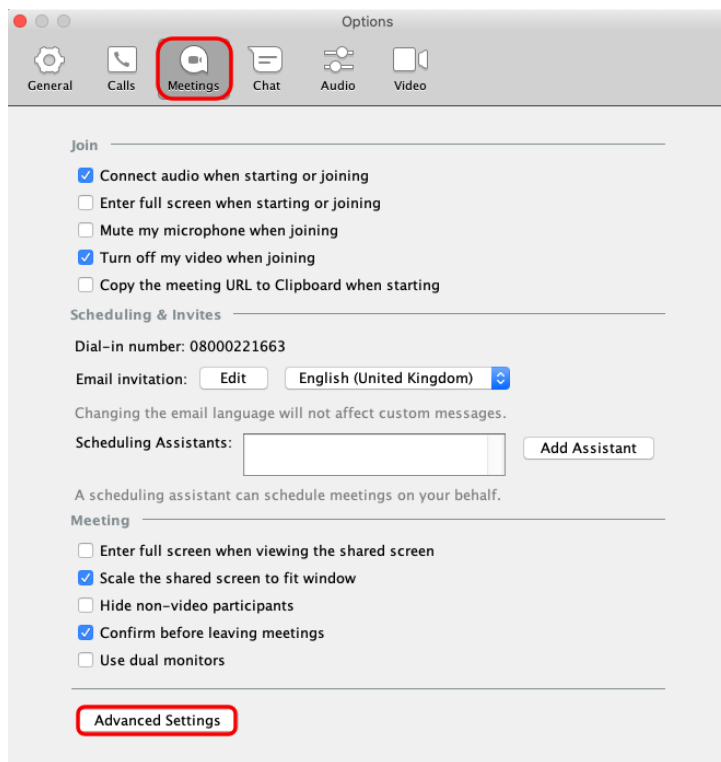 Options
General Calls Meetings Chat Audio Video
Join
Connect audio when starting or joining
Enter full screen when starting or joining
Mute my microphone when joining
Turn off my video when joining
Copy the meeting URL to Clipboard when starting
Scheduling & Invites
Dial-in number: 08000221663
Email invitation: Edit English (United Kingdom)
Changing the email language will not affect custom messages.
Scheduling Assistants: Add Assistant
A scheduling assistant can schedule meetings on your behalf.
Meeting
Enter full screen when viewing the shared screen
Scale the shared screen to fit window
Hide non-video participants
Confirm before leaving meetings
Use dual monitors
Advanced Settings